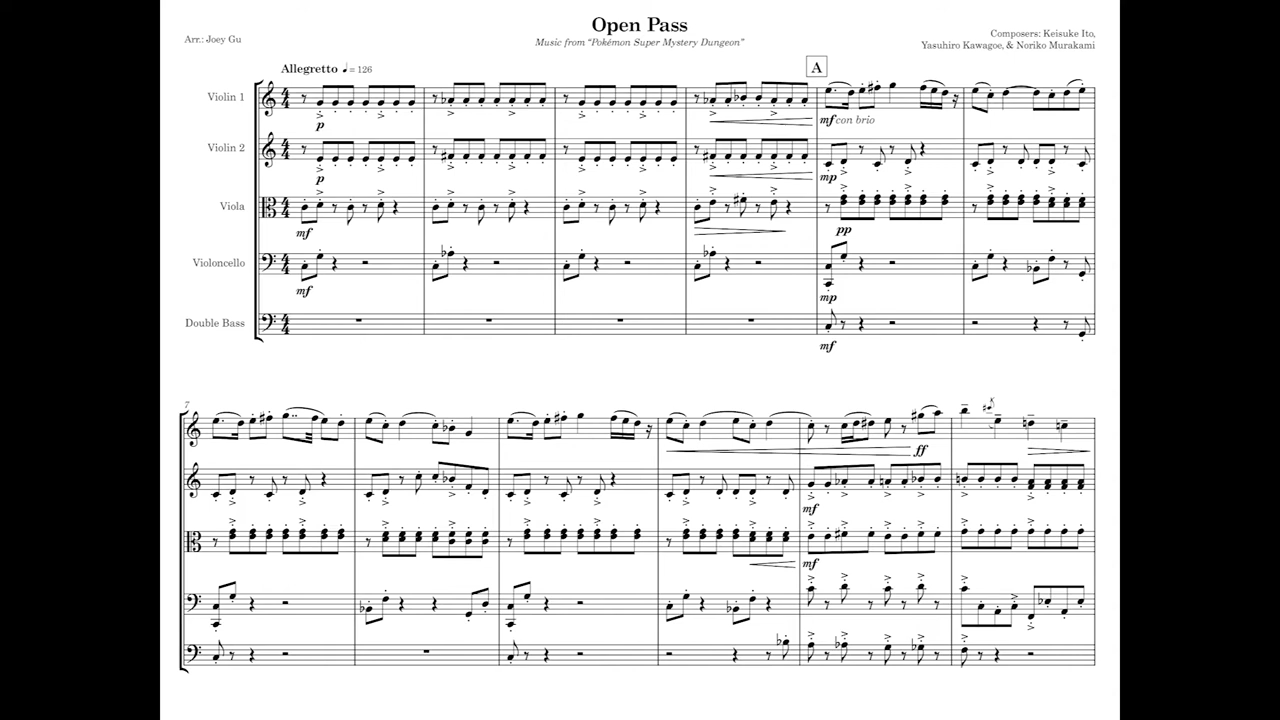 Open Pass
Music from “Pokémon Super Mystery Dungeon”
Arr.: Joey Gu
Composers: Keisuke Ito,
Yasuhiro Kawagoe, & Noriko Murakami
Allegretto ♩ = 126
A
Violin 1
p
mf con brio
Violin 2
p
mp
Viola
mf
pp
Violoncello
mf
mp
Double Bass
mf
7
ff
mf
mf